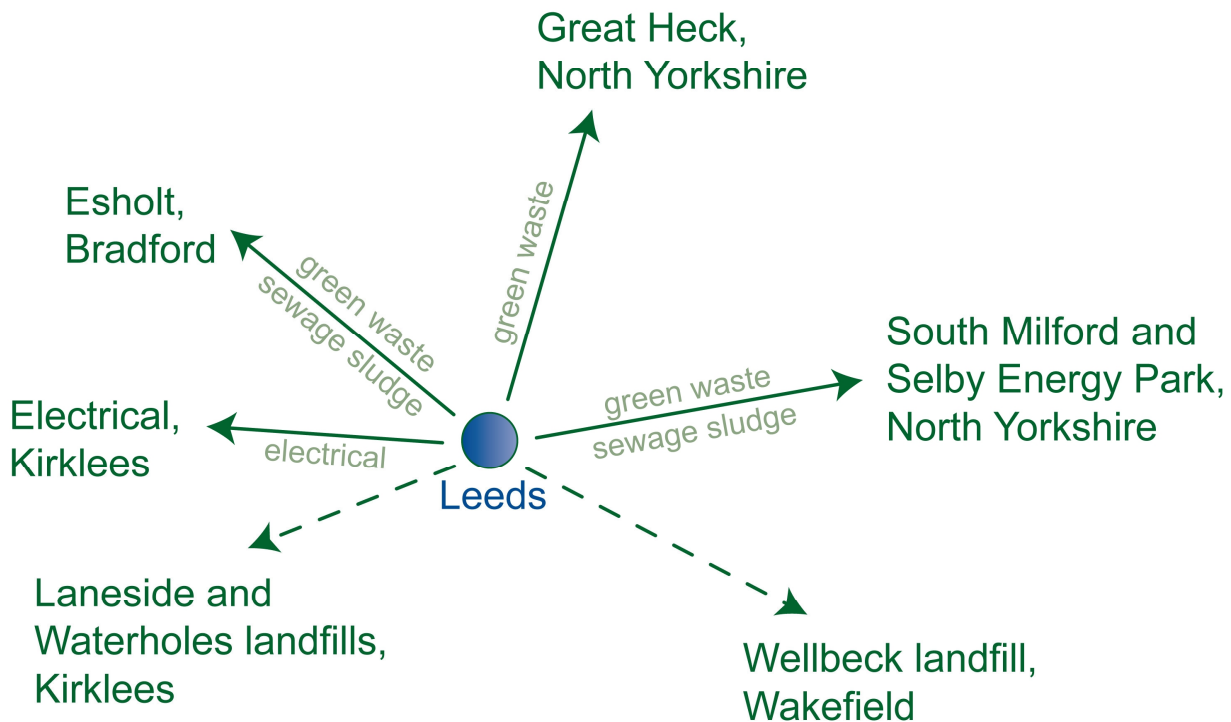 Great Heck,
North Yorkshire
Esholt,
Bradford
green waste
sewage sludge
green waste
South Milford and
Selby Energy Park,
North Yorkshire
green waste
sewage sludge
Electrical,
Kirklees
electrical
Leeds
Laneside and
Waterholes landfills,
Kirklees
Wellbeck landfill,
Wakefield